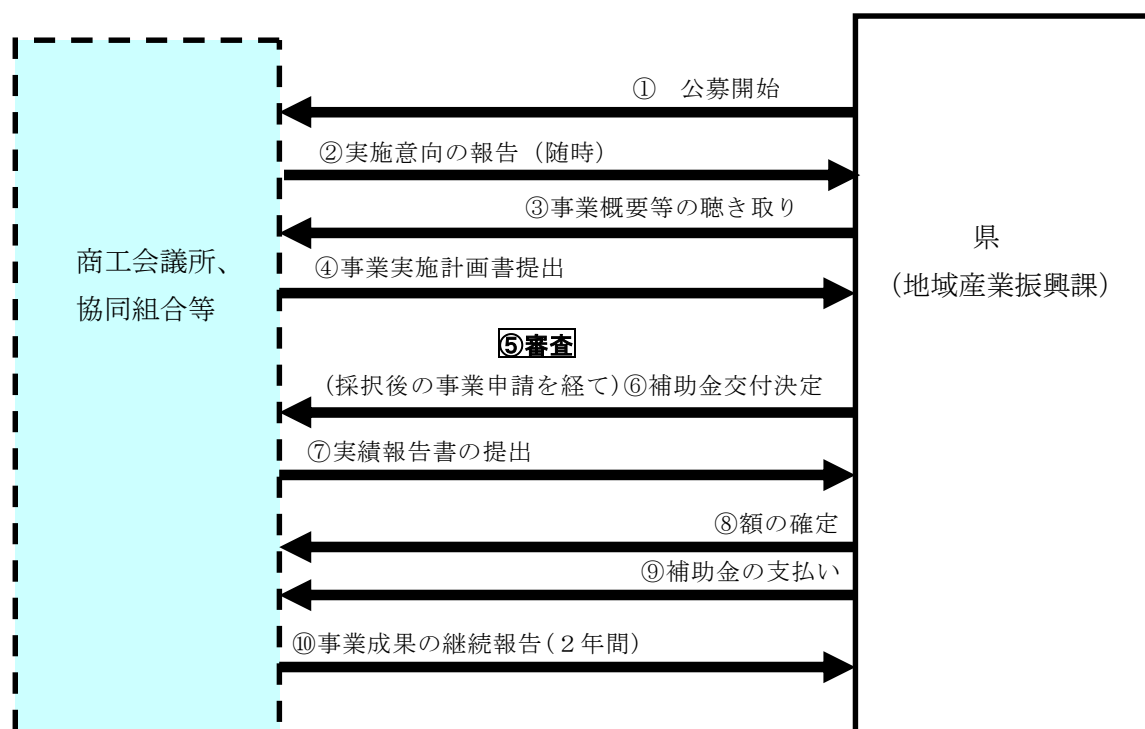 ① 公募開始
②実施意向の報告（随時）
③事業概要等の聴き取り
商工会議所、
協同組合等
県
（地域産業振興課）
④事業実施計画書提出
⑤審査
(採択後の事業申請を経て)⑥補助金交付決定
⑦実績報告書の提出
⑧額の確定
⑨補助金の支払い
⑩事業成果の継続報告(２年間)